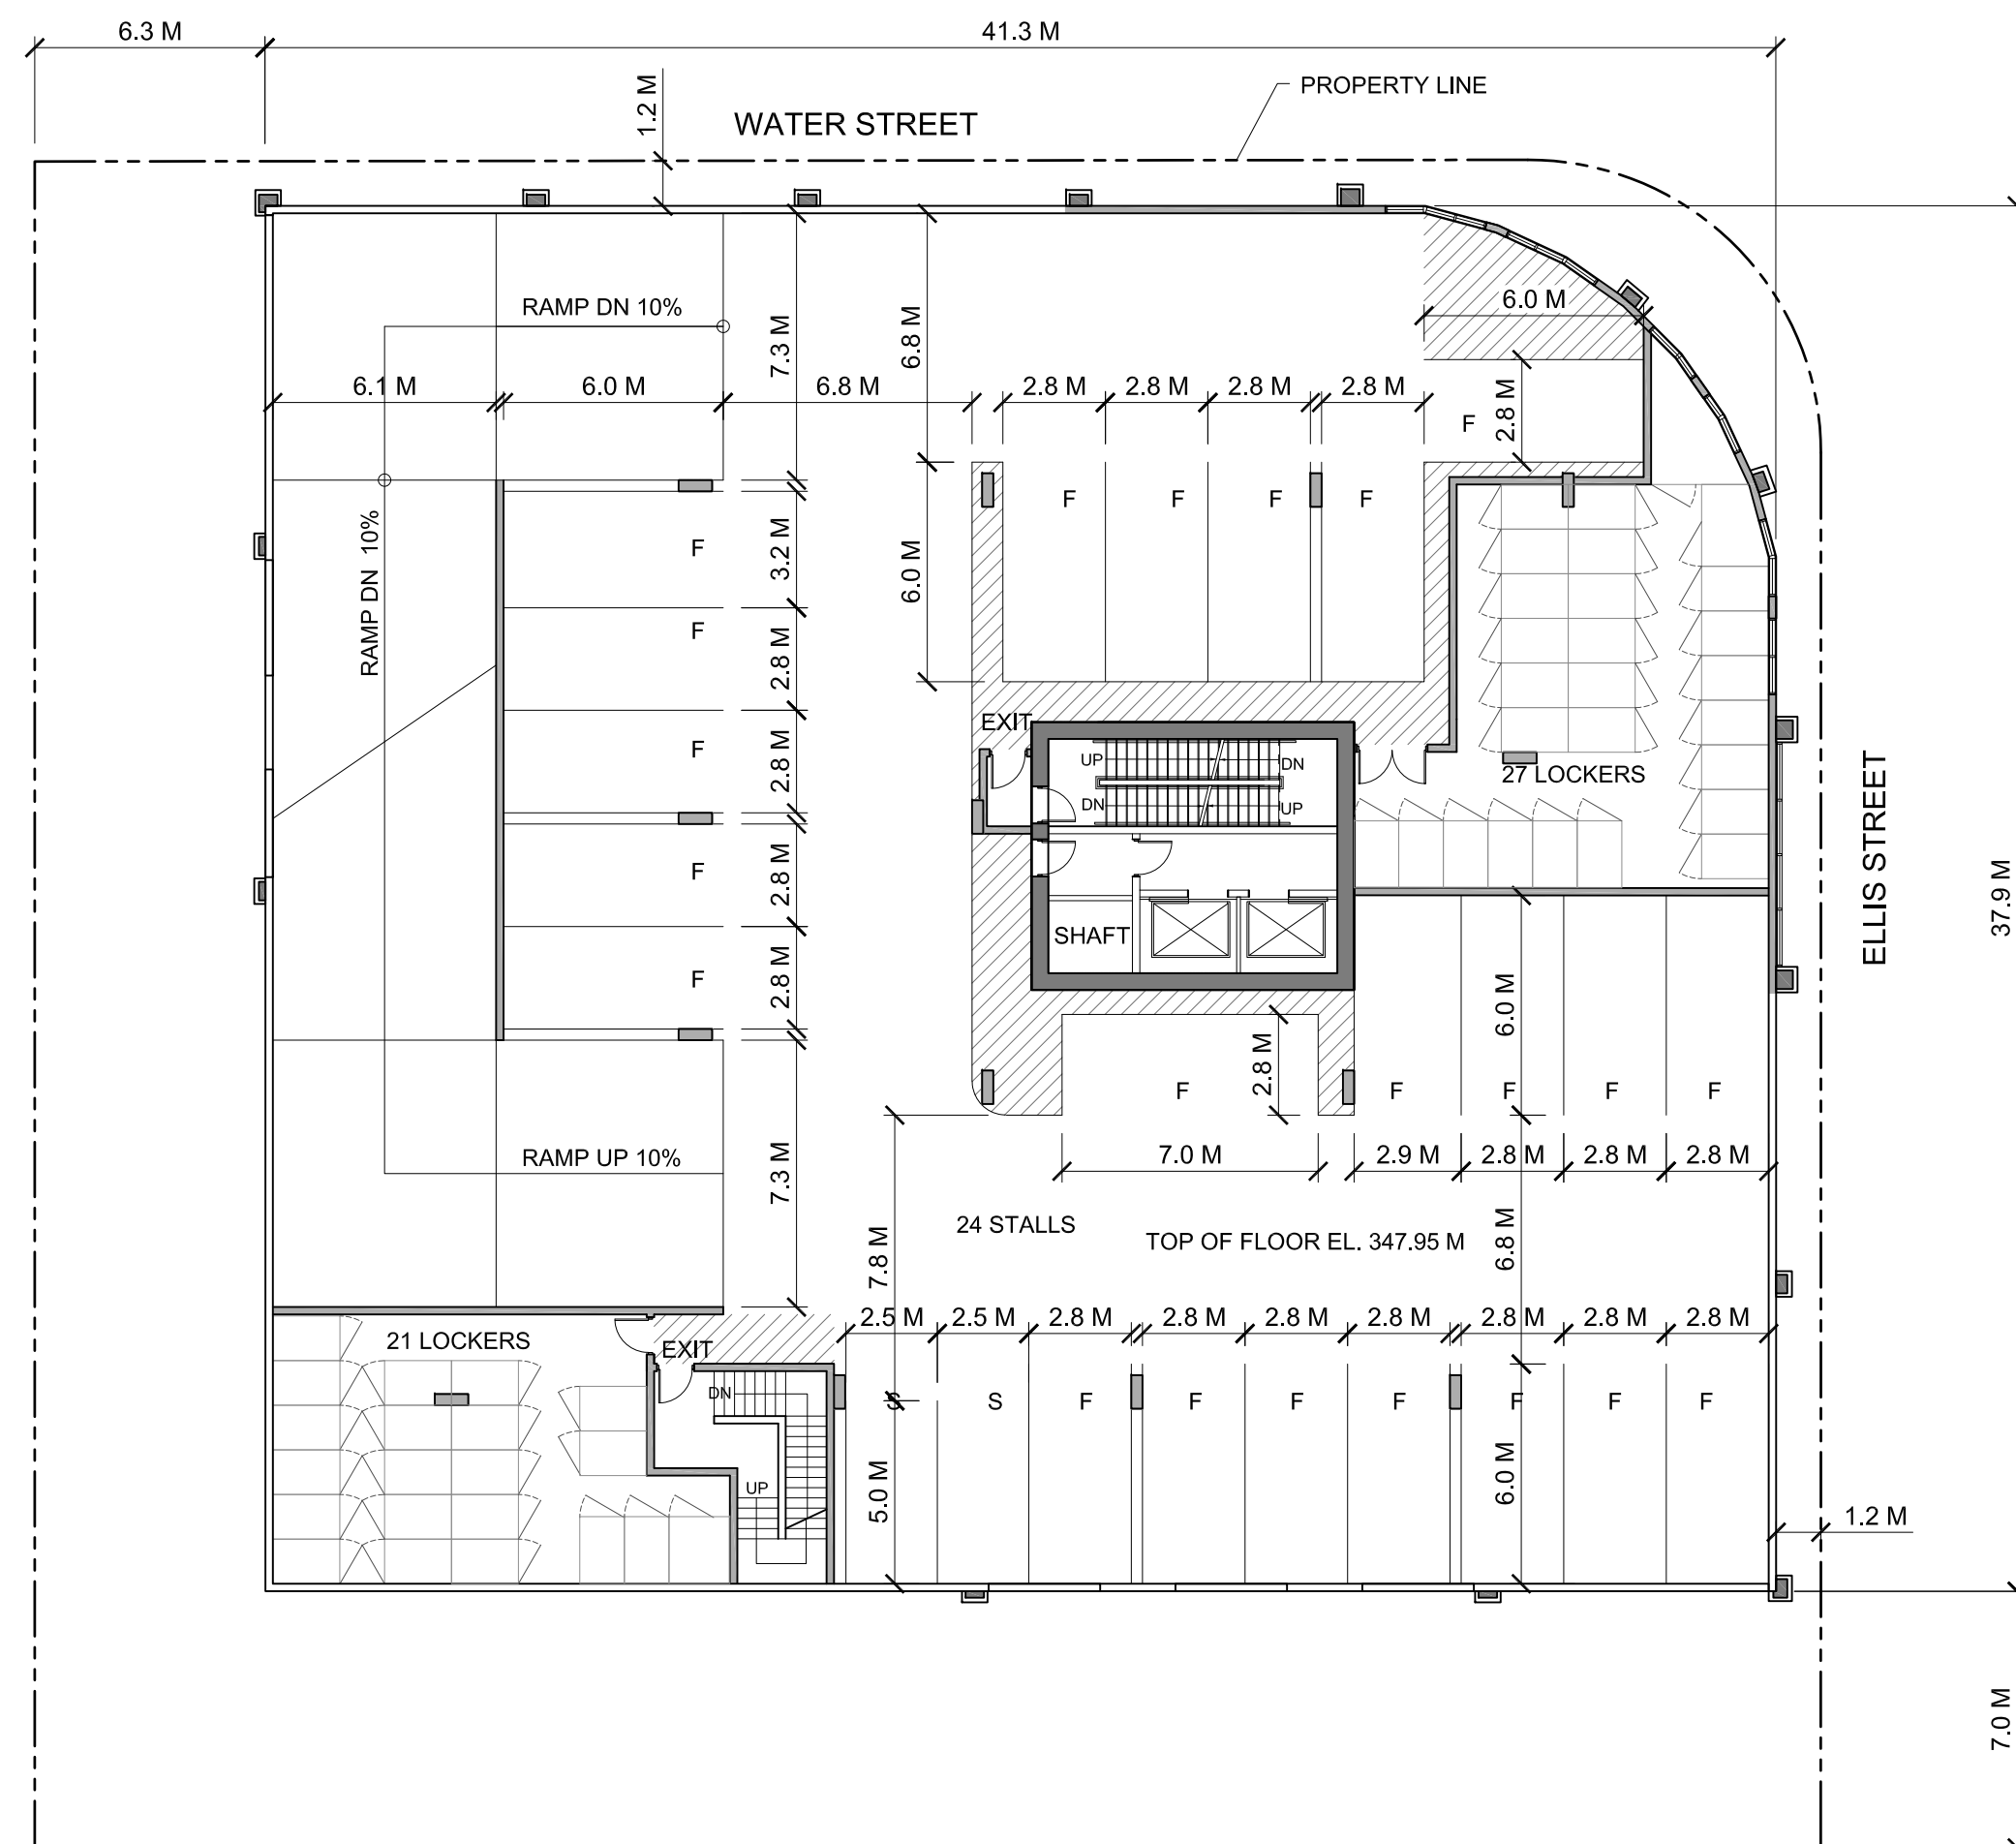 6.3 M
41.3 M
1.2 M
PROPERTY LINE
WATER STREET
RAMP DN 10%
6.0 M
7.3 M
6.8 M
6.1 M
6.0 M
6.8 M
2.8 M
2.8 M
2.8 M
2.8 M
2.8 M
F
F
F
F
F
RAMP DN 10%
F
3.2 M
6.0 M
F
2.8 M
EXIT
F
2.8 M
UP
DN
DN
UP
27 LOCKERS
ELLIS STREET
37.9 M
F
2.8 M
SHAFT
F
2.8 M
6.0 M
2.8 M
F
F
F
F
F
RAMP UP 10%
7.3 M
7.0 M
2.9 M
2.8 M
2.8 M
2.8 M
24 STALLS
TOP OF FLOOR EL. 347.95 M
7.8 M
6.8 M
21 LOCKERS
EXIT
2.5 M
2.5 M
2.8 M
2.8 M
2.8 M
2.8 M
2.8 M
2.8 M
2.8 M
DN
S
S
F
F
F
F
F
F
F
UP
5.0 M
6.0 M
1.2 M
7.0 M